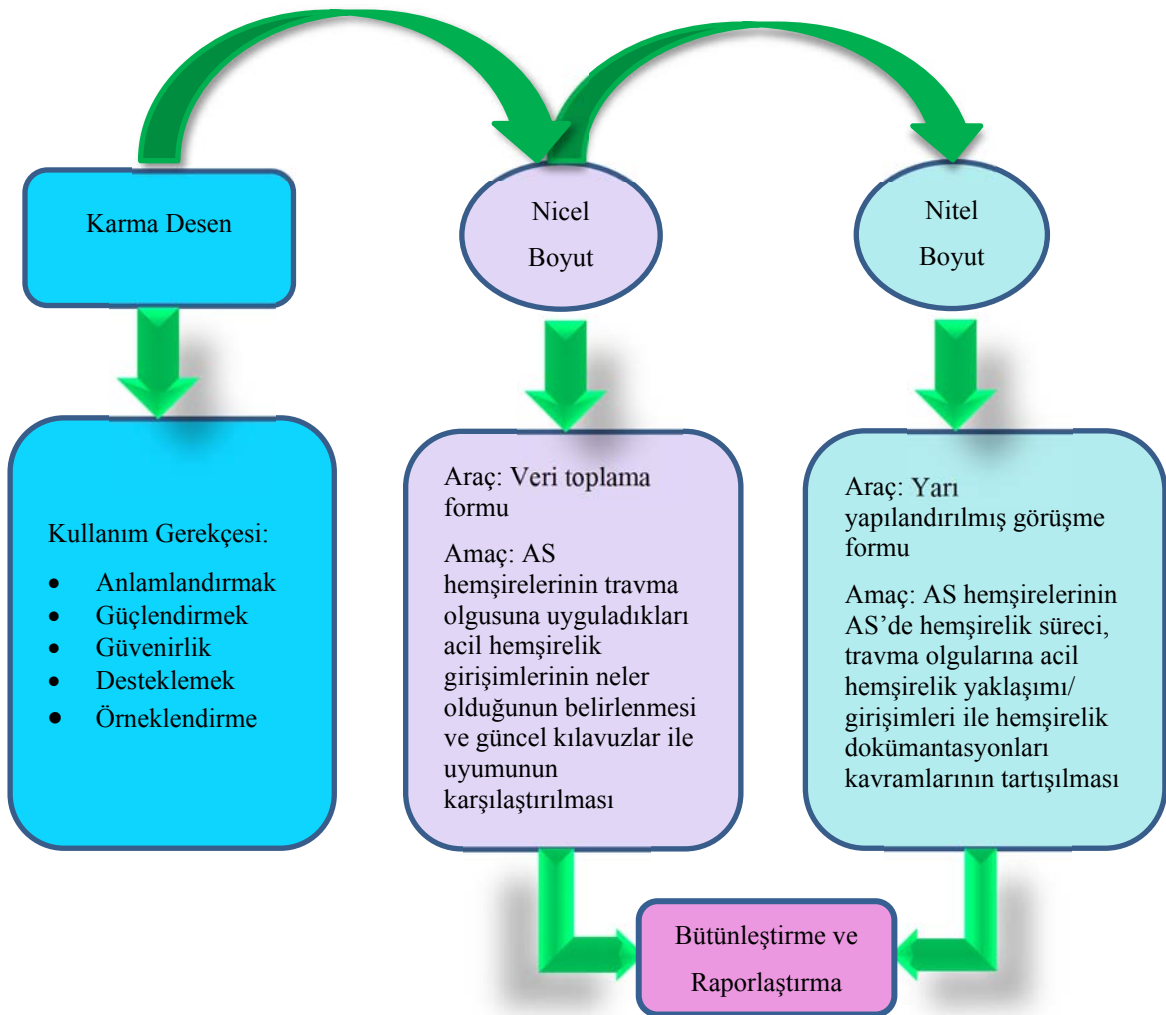 Karma Desen
Nicel
Boyut
Nitel
Boyut
Kullanım Gerekçesi:
• Anlamlandırmak
• Güçlendirmek
• Güvenirlik
• Desteklemek
• Örneklendirme
Araç: Veri toplama
formu
Amaç: AS
hemşirelerinin travma
olgusuna uyguladıkları
acil hemşirelik
girişimlerinin neler
olduğunun belirlenmesi
ve güncel kılavuzlar ile
uyumunun
karşılaştırılması
Araç: Yarı
yapılandırılmış görüşme
formu
Amaç: AS hemşirelerinin
AS’de hemşirelik süreci,
travma olgularına acil
hemşirelik yaklaşımı/
girişimleri ile hemşirelik
dokümantasyonları
kavramlarının tartışılması
Bütünleştirme ve
Raporlaştırma